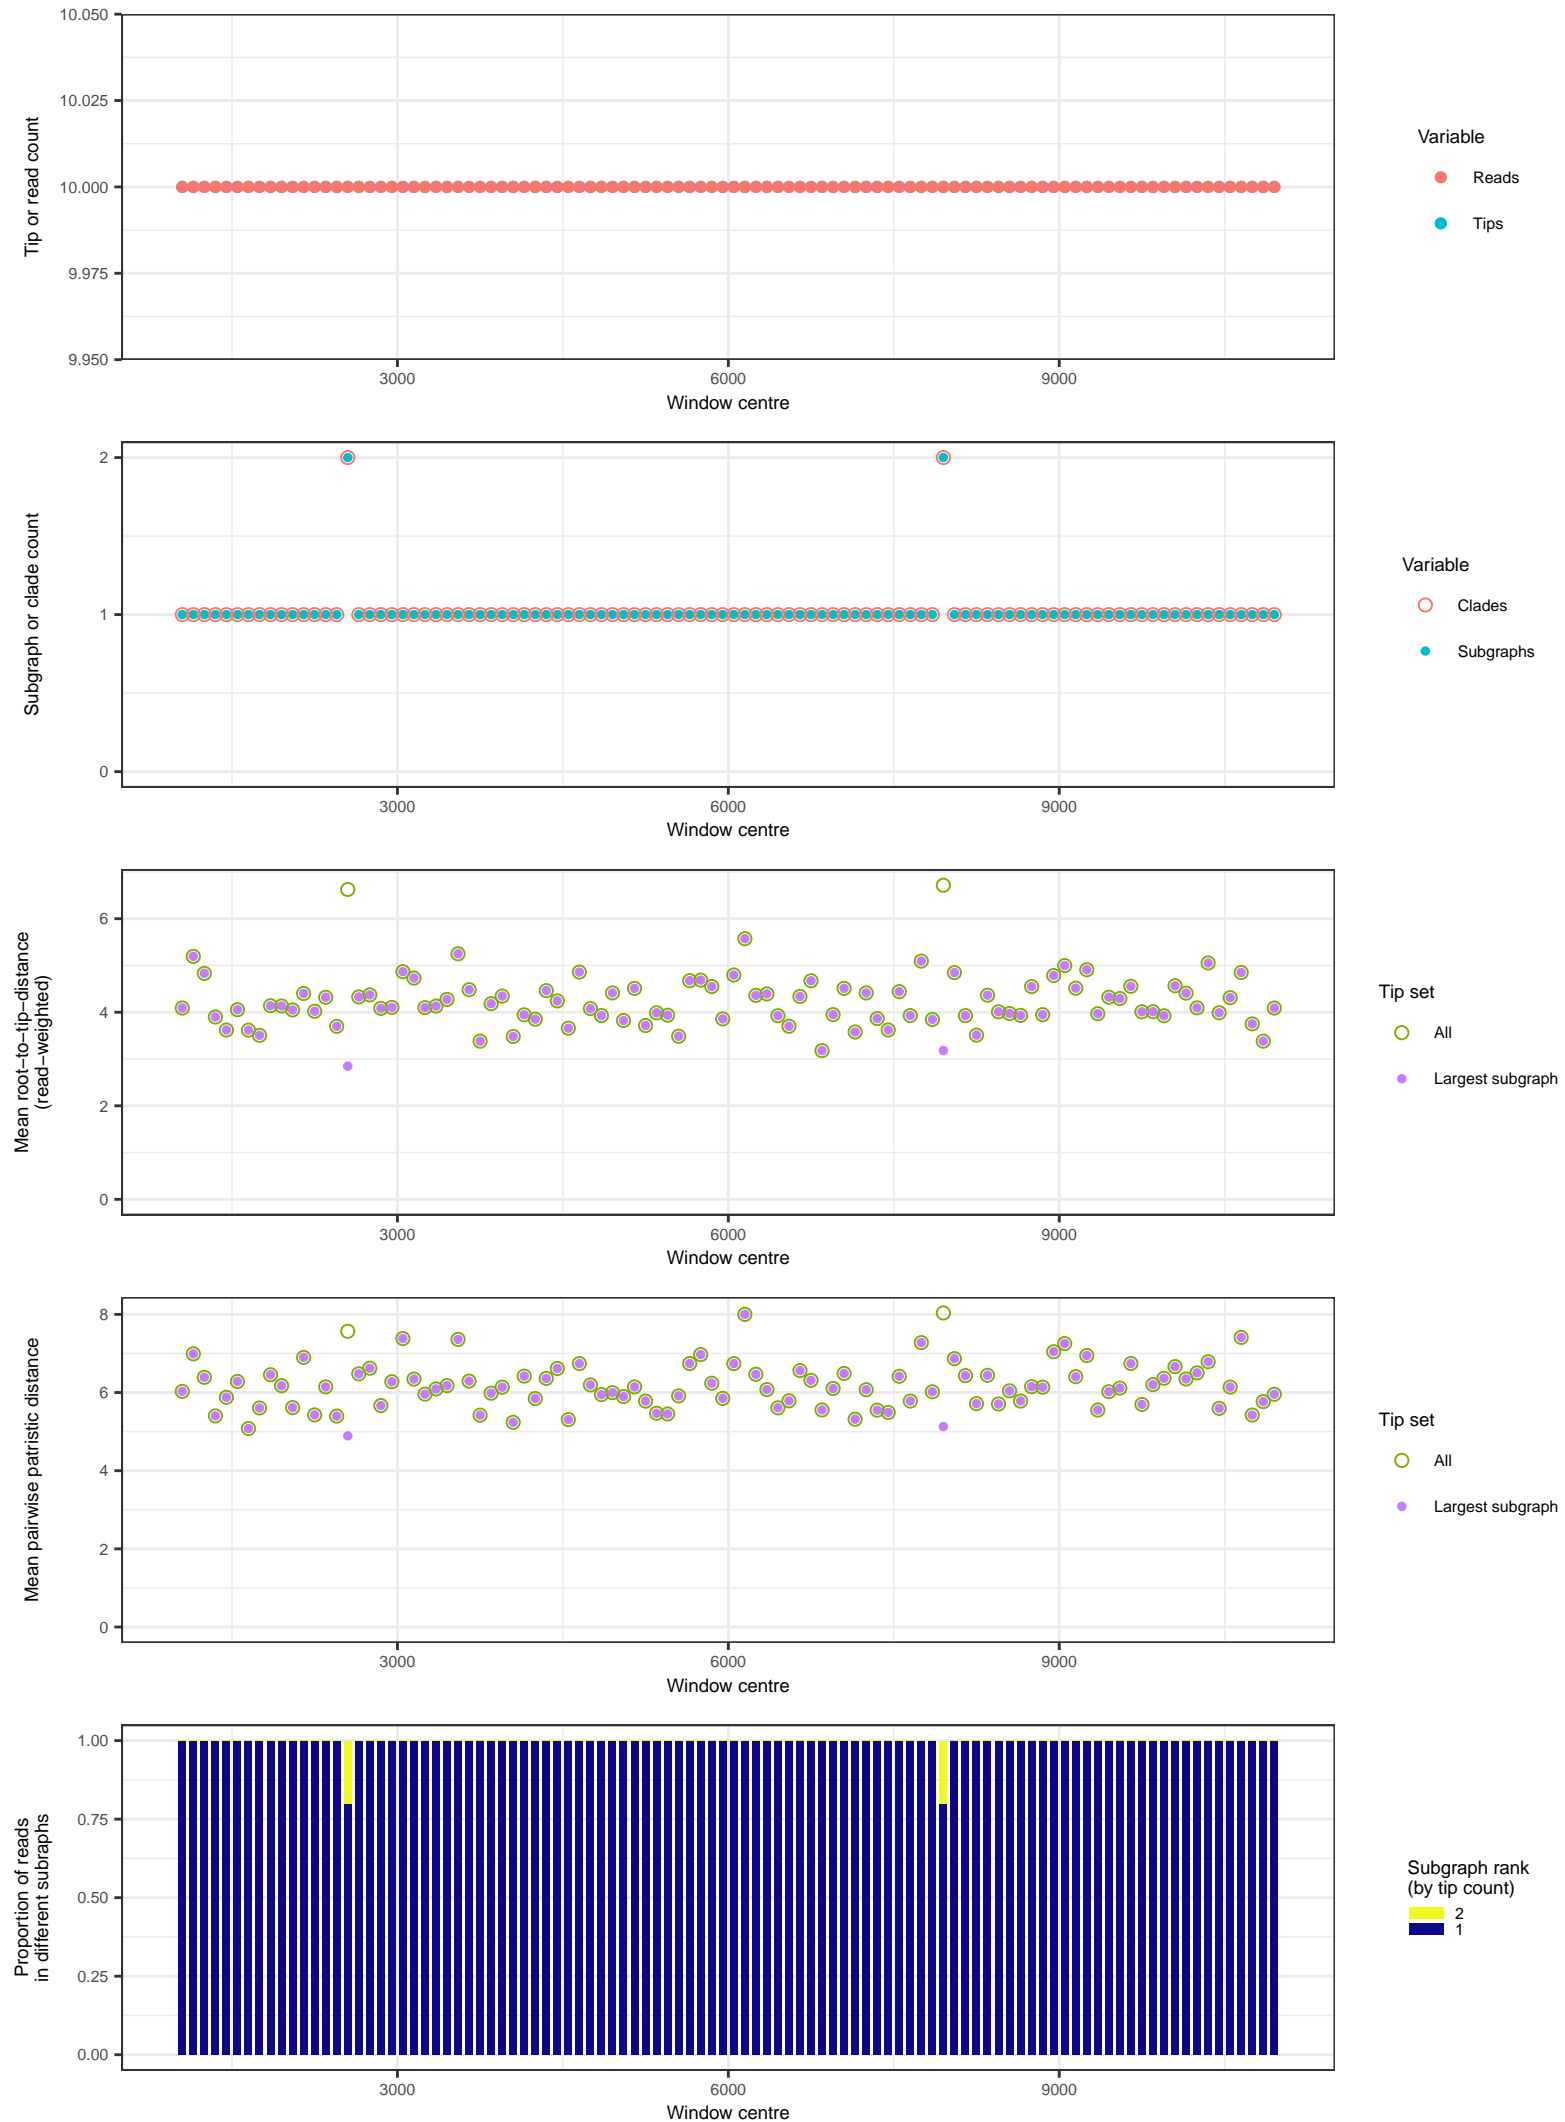 10.050
10.025
10.000
9.975
9.950
Tip or read count
3000
6000
9000
Window centre
Variable
Reads
Tips
2
1
0
Subgraph or clade count
3000
6000
9000
Window centre
Variable
Clades
Subgraphs
6
4
2
0
Mean root−to−tip−distance
(read−weighted)
3000
6000
9000
Window centre
Tip set
All
Largest subgraph
8
6
4
2
0
Mean pairwise patristic distance
3000
6000
9000
Window centre
Tip set
All
Largest subgraph
1.00
0.75
0.50
0.25
0.00
Proportion of reads
in different subraphs
3000
6000
9000
Window centre
Subgraph rank
(by tip count)
2
1